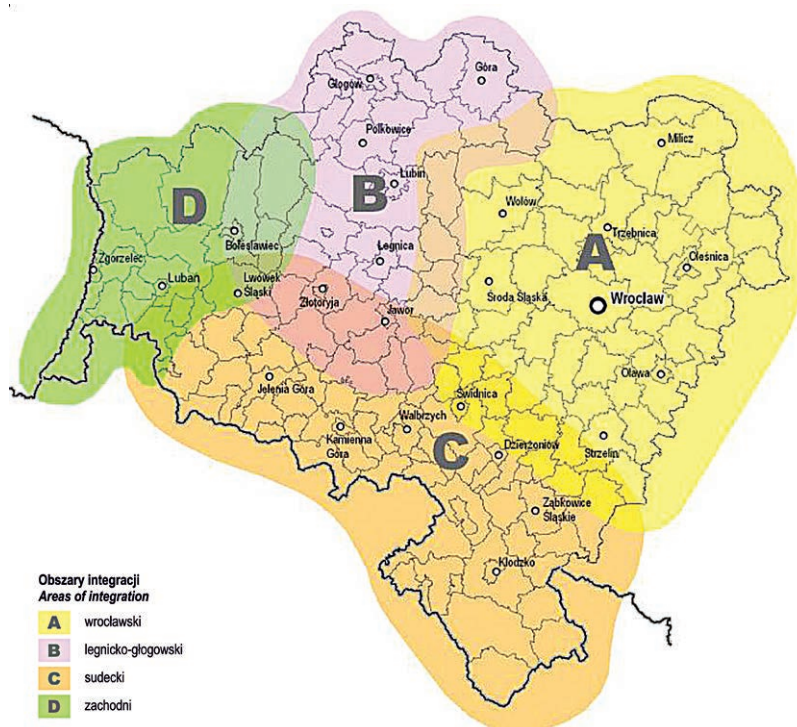 Góra
Głogów
Milicz
Polkowice
Lubin
B
D
Wołów
Trzebnica
Bolesławiec
A
Legnica
Oleśnica
Zgorzelec
Lubań
Lwówek
Śląski
Złotoryja
Środa Śląska
Wrocław
Jawor
Jelenia Góra
Oława
Świdnica
Kamienna
Góra
Wałbrzych
C
Dzierżoniów
Strzelin
Ząbkowice
Śląskie
Kłodzko
Obszary integracji
Areas of integration
A wrocławski
B legnicko-głogowski
C sudecki
D zachodni